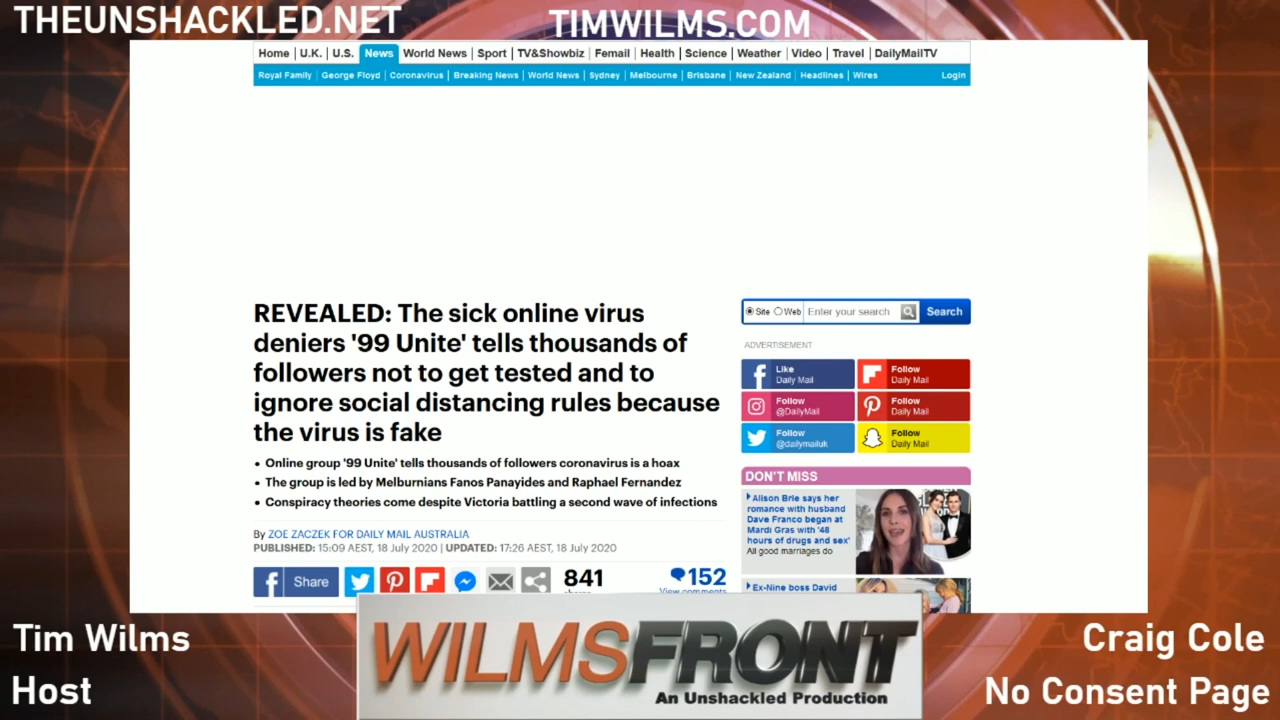 THEUNSHACKLED.NET
TIMWILMS.COM
Home | U.K. | U.S. | News | World News | Sport | TV&Showbiz | Femail | Health | Science | Weather | Video | Travel | DailyMailTV
Royal Family | George Floyd | Coronavirus | Breaking News | World News | Sydney | Melbourne | Brisbane | New Zealand | Headlines | Wires
Login
REVEALED: The sick online virus
deniers '99 Unite' tells thousands of
followers not to get tested and to
ignore social distancing rules because
the virus is fake
• Online group '99 Unite' tells thousands of followers coronavirus is a hoax
• The group is led by Melburnians Fanos Panayides and Raphael Fernandez
• Conspiracy theories come despite Victoria battling a second wave of infections
By ZOE ZACZEK FOR DAILY MAIL AUSTRALIA
PUBLISHED: 15:09 AEST, 18 July 2020 | UPDATED: 17:26 AEST, 18 July 2020
Share
841
shares
152
View comments
Site Web Enter your search Search
ADVERTISEMENT
Like
Daily Mail
Follow
Daily Mail
Follow
@DailyMail
Follow
Daily Mail
Follow
@dailymailuk
Follow
Daily Mail
DON'T MISS
Alison Brie says her
romance with husband
Dave Franco began at
Mardi Gras with '48
hours of drugs and sex'
All good marriages do
Ex-Nine boss David
Tim Wilms
Host
WILMSFRONT
An Unshackled Production
Craig Cole
No Consent Page